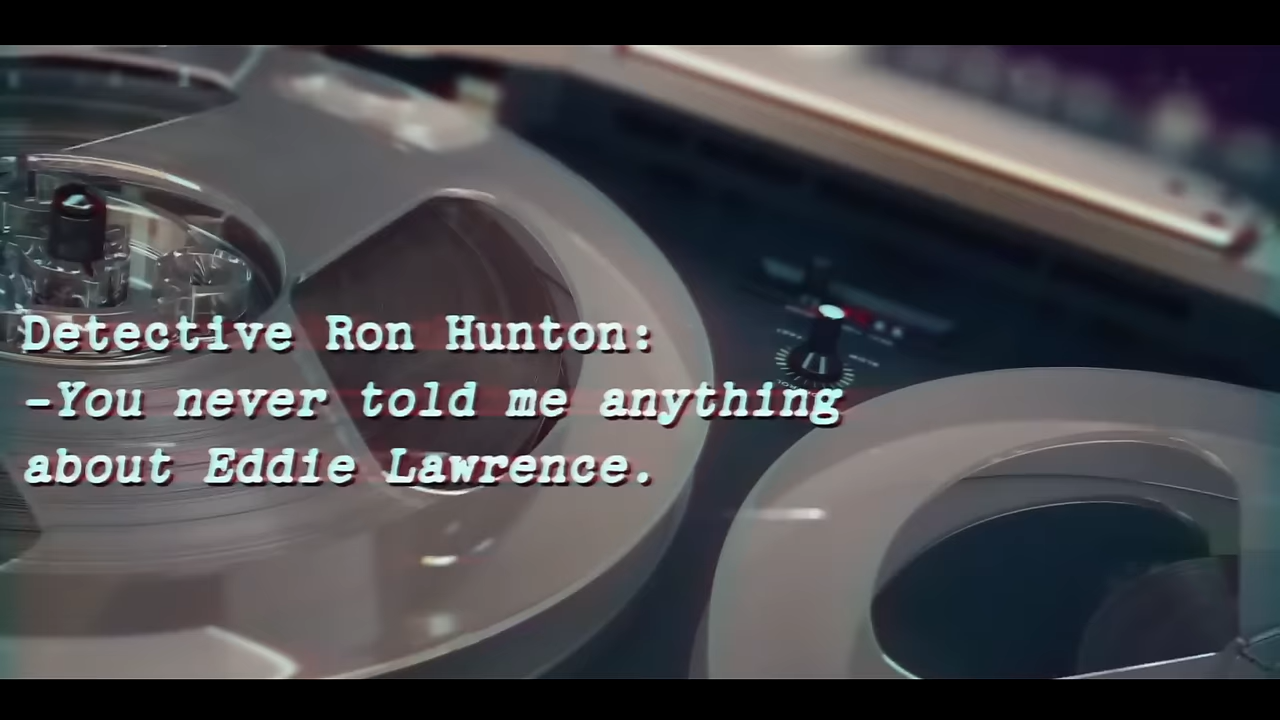 Detective Ron Hunton:
-You never told me anything
about Eddie Lawrence.